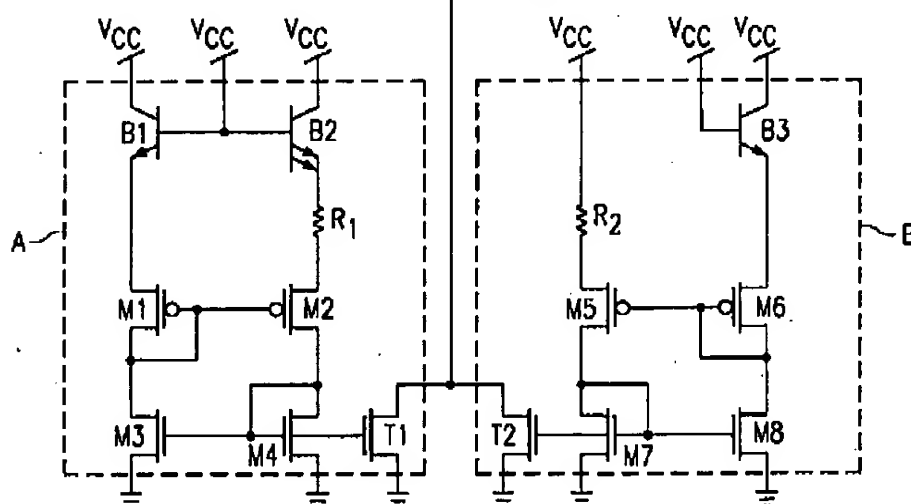 VCC VCC VCC VCC VCC VCC
B1 B2 B3
A R1 R2 B
M1 M2 M5 M6
M3 M4 T1 T2 M7 M8